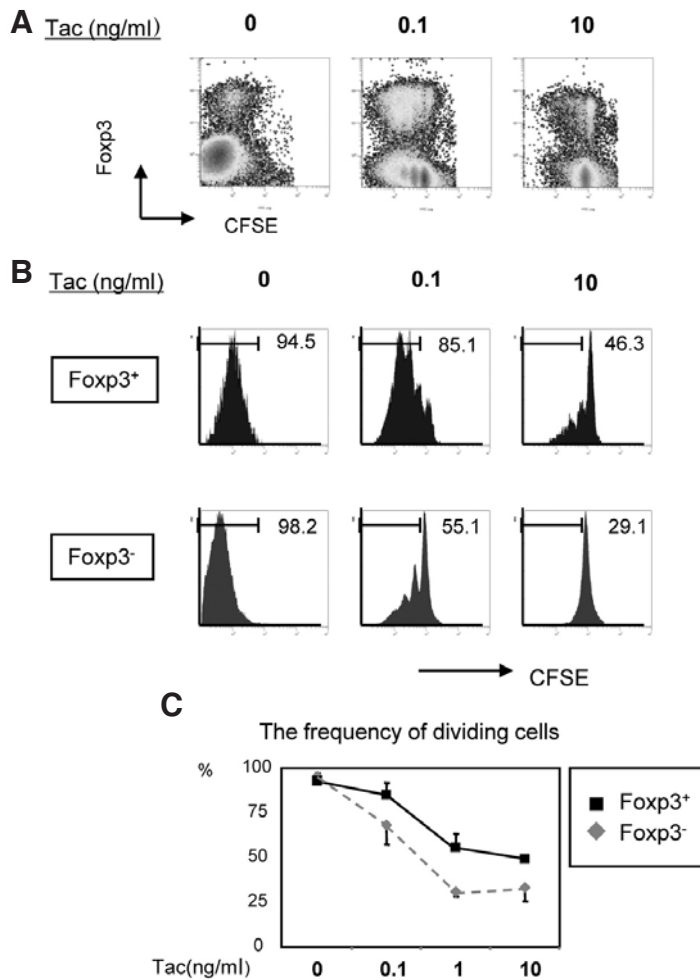 A
Tac (ng/ml) 0 0.1 10
Foxp3
CFSE
B
Tac (ng/ml) 0 0.1 10
Foxp3⁺
94.5 85.1 46.3
Foxp3⁻
98.2 55.1 29.1
CFSE
C
The frequency of dividing cells
%
100
75
50
25
0
Foxp3⁺
Foxp3⁻
Tac(ng/ml) 0 0.1 1 10